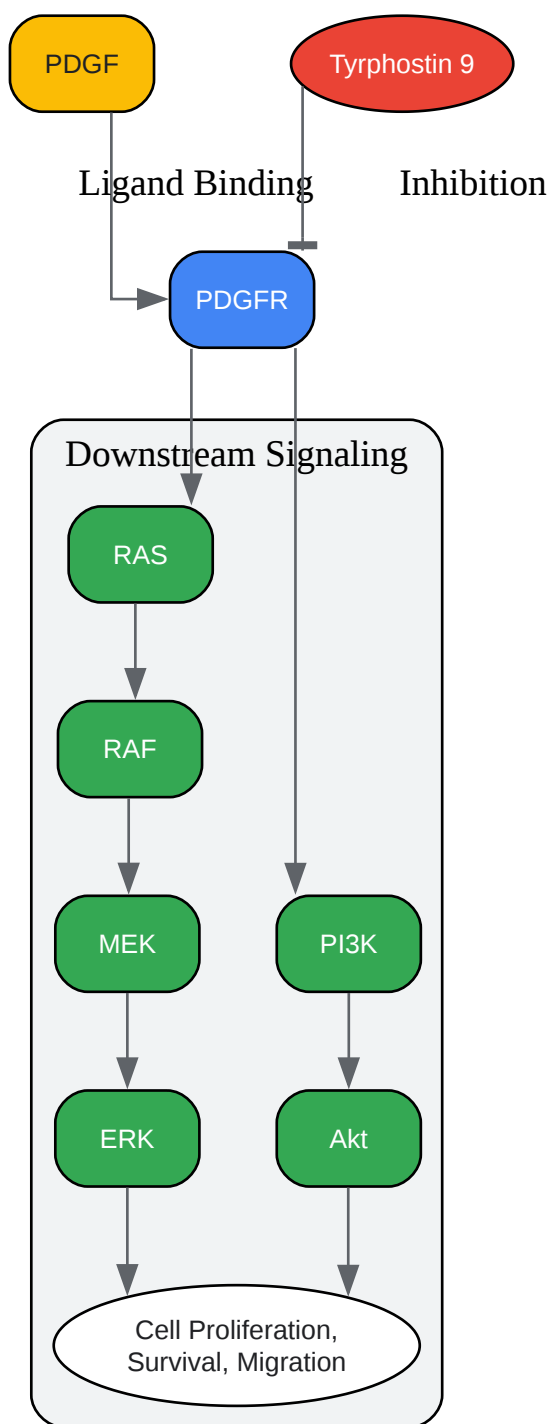 PDGF
Tyrphostin 9
Ligand Binding
Inhibition
PDGFR
Downstream Signaling
RAS
RAF
MEK
PI3K
ERK
Akt
Cell Proliferation,
Survival, Migration